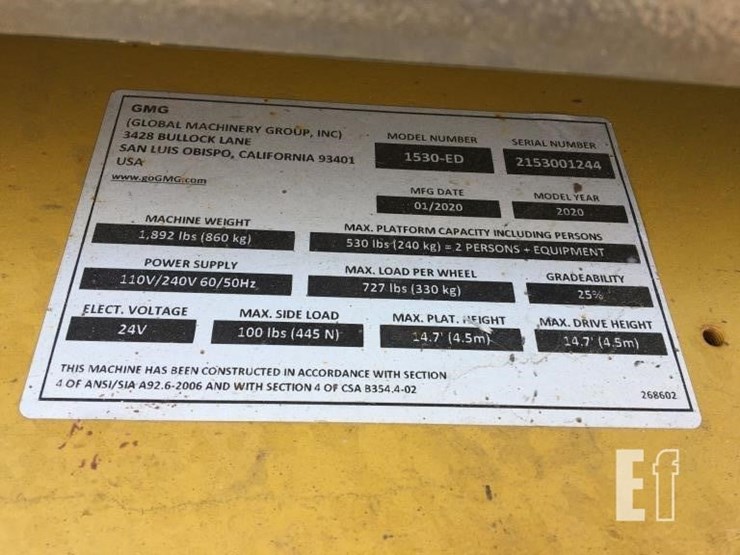 GMG
(GLOBAL MACHINERY GROUP, INC)
3428 BULLOCK LANE
SAN LUIS OBISPO, CALIFORNIA 93401
USA
www.goGMG.com
MODEL NUMBER
1530-ED
SERIAL NUMBER
2153001244
MFG DATE
01/2020
MODEL YEAR
2020
MACHINE WEIGHT
1,892 lbs (860 kg)
MAX. PLATFORM CAPACITY INCLUDING PERSONS
530 lbs (240 kg) = 2 PERSONS + EQUIPMENT
POWER SUPPLY
110V/240V 60/50Hz
MAX. LOAD PER WHEEL
727 lbs (330 kg)
GRADEABILITY
25%
ELECT. VOLTAGE
24V
MAX. SIDE LOAD
100 lbs (445 N)
MAX. PLAT. HEIGHT
14.7' (4.5m)
MAX. DRIVE HEIGHT
14.7' (4.5m)
THIS MACHINE HAS BEEN CONSTRUCTED IN ACCORDANCE WITH SECTION
4 OF ANSI/SIA A92.6-2006 AND WITH SECTION 4 OF CSA B354.4-02
268602
Ef